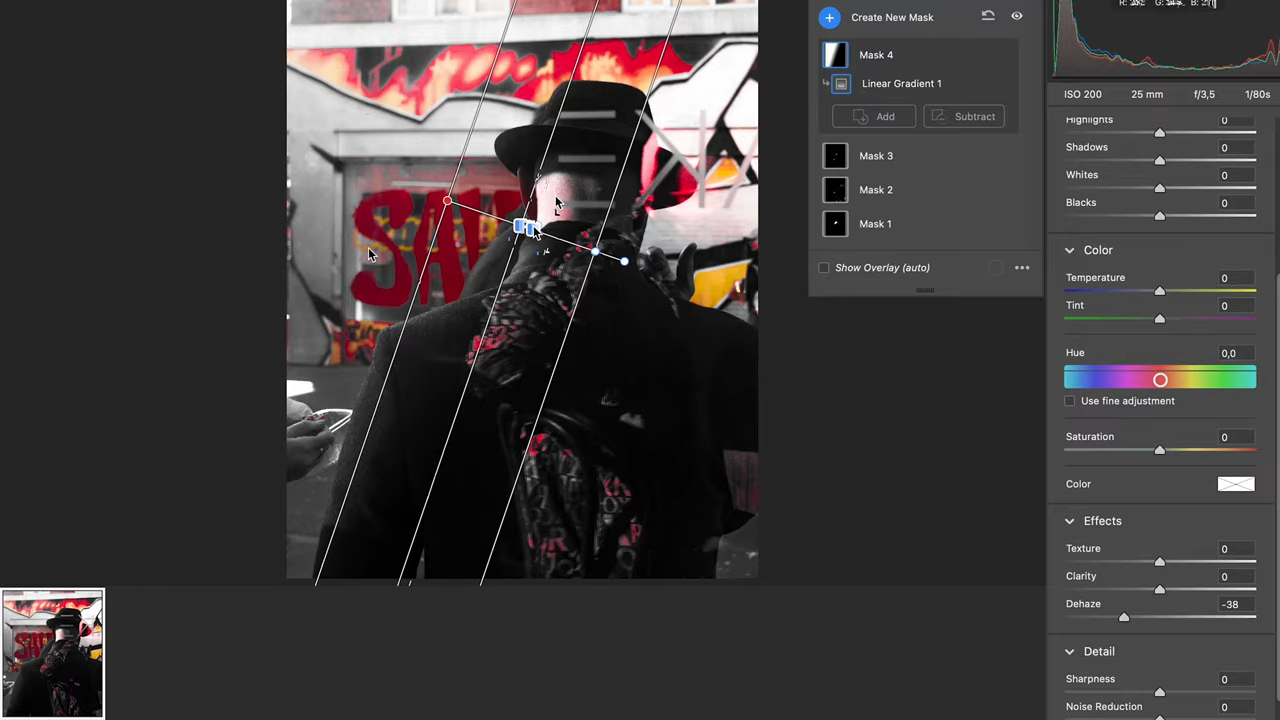 Create New Mask
Mask 4
Linear Gradient 1
Add
Subtract
Mask 3
Mask 2
Mask 1
Show Overlay (auto)
ISO 200 25 mm f/3,5 1/80s
Highlights 0
Shadows 0
Whites 0
Blacks 0
Color
Temperature 0
Tint 0
Hue 0,0
Use fine adjustment
Saturation 0
Color
Effects
Texture 0
Clarity 0
Dehaze -38
Detail
Sharpness 0
Noise Reduction 0